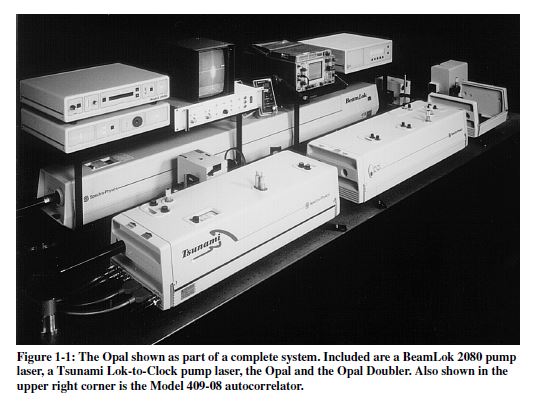 BeamLok
Spectra-Physics
Spectra-Physics
Tsunami
Figure 1-1: The Opal shown as part of a complete system. Included are a BeamLok 2080 pump
laser, a Tsunami Lok-to-Clock pump laser, the Opal and the Opal Doubler. Also shown in the
upper right corner is the Model 409-08 autocorrelator.